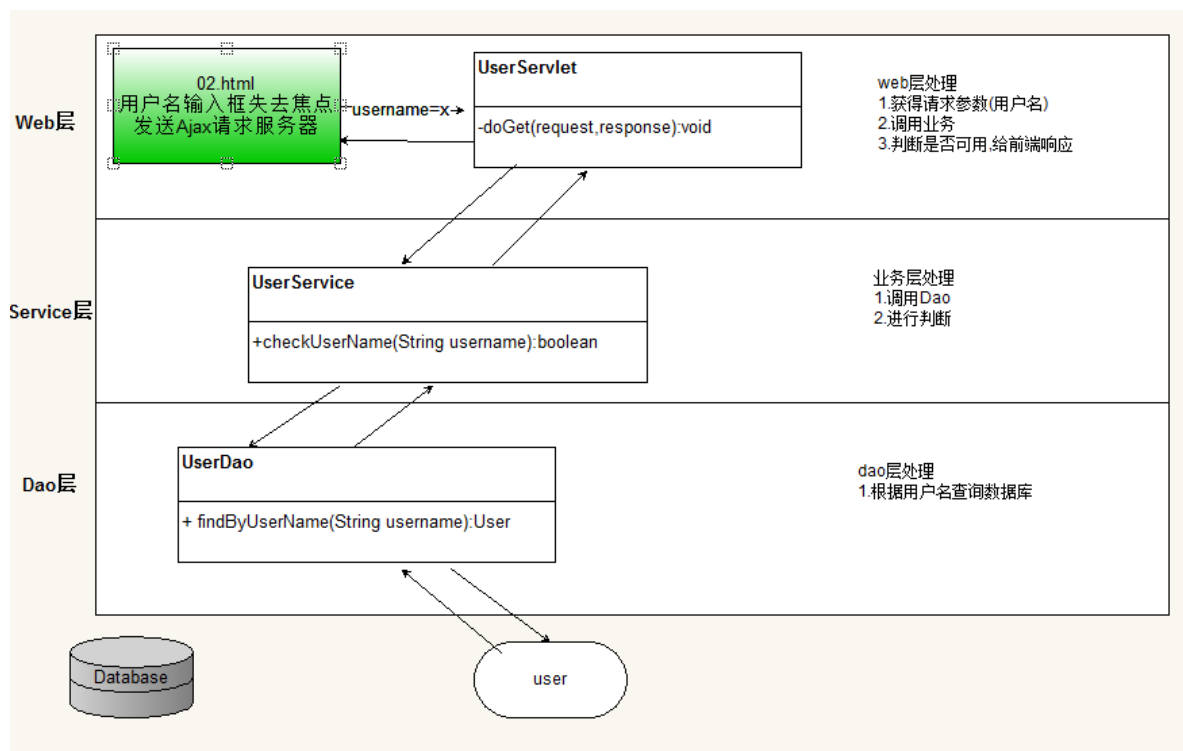 02.html
用户名输入框失去焦点
发送Ajax请求服务器
username=x
UserServlet
-doGet(request,response):void
web层处理
1.获得请求参数(用户名)
2.调用业务
3.判断是否可用,给前端响应
Web层
UserService
+checkUserName(String username):boolean
业务层处理
1.调用Dao
2.进行判断
Service层
UserDao
+ findByUserName(String username):User
dao层处理
1.根据用户名查询数据库
Dao层
Database
user